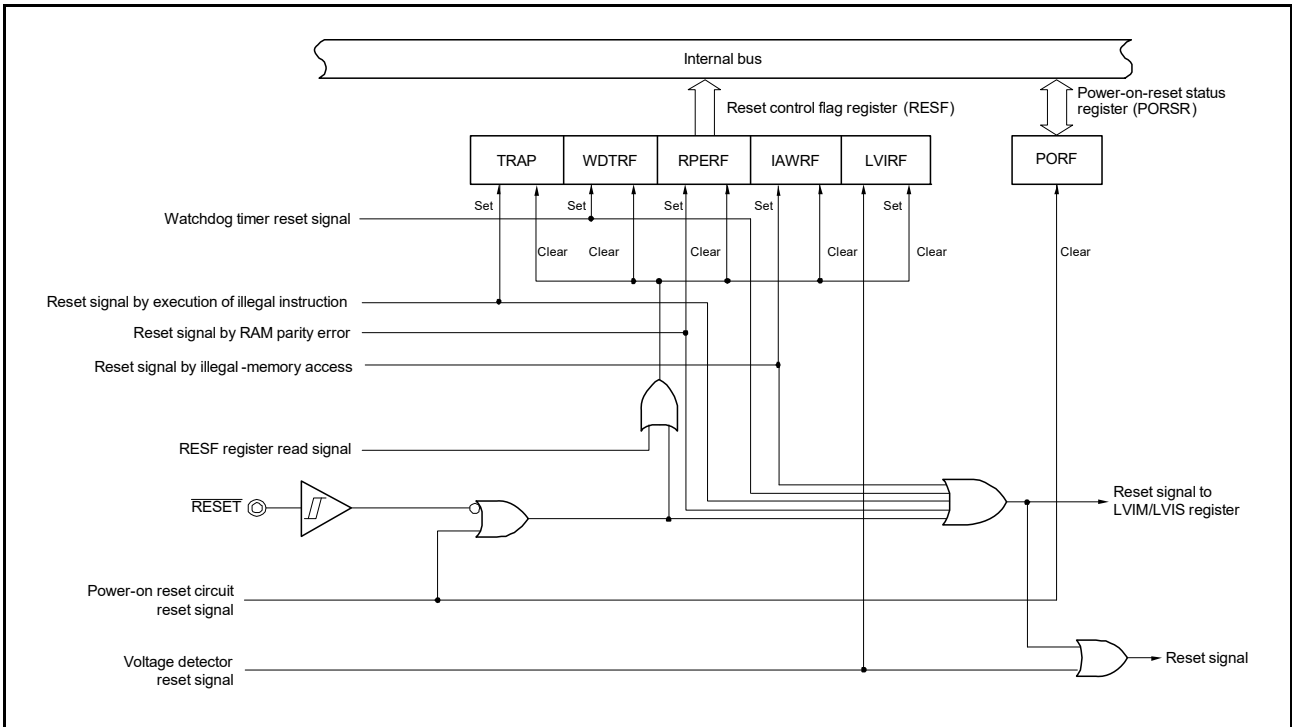 Internal bus
Reset control flag register (RESF)
Power-on-reset status
register (PORSR)
TRAP
WDTRF
RPERF
IAWRF
LVIRF
PORF
Set
Set
Set
Set
Set
Watchdog timer reset signal
Clear
Clear
Clear
Clear
Clear
Clear
Reset signal by execution of illegal instruction
Reset signal by RAM parity error
Reset signal by illegal -memory access
RESF register read signal
RESET
Reset signal to
LVIM/LVIS register
Power-on reset circuit
reset signal
Voltage detector
reset signal
Reset signal